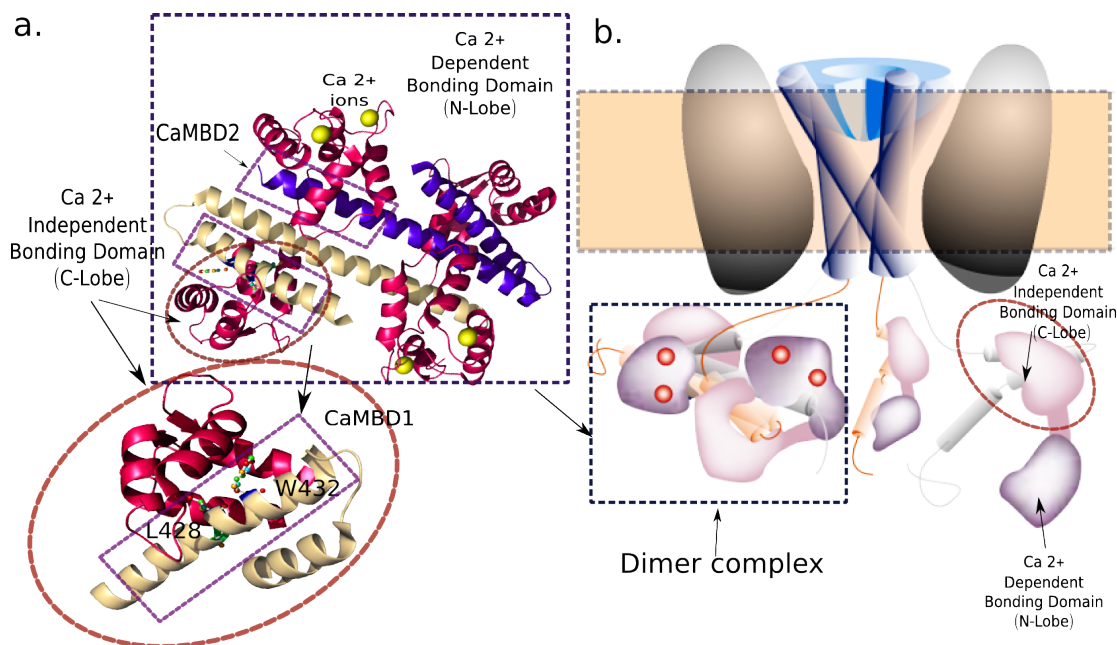 a.
Ca 2+
Dependent
Bonding Domain
(N-Lobe)
Ca 2+
ions
CaMBD2
Ca 2+
Independent
Bonding Domain
(C-Lobe)
CaMBD1
W432
L428
b.
Ca 2+
Independent
Bonding Domain
(C-Lobe)
Dimer complex
Ca 2+
Dependent
Bonding Domain
(N-Lobe)